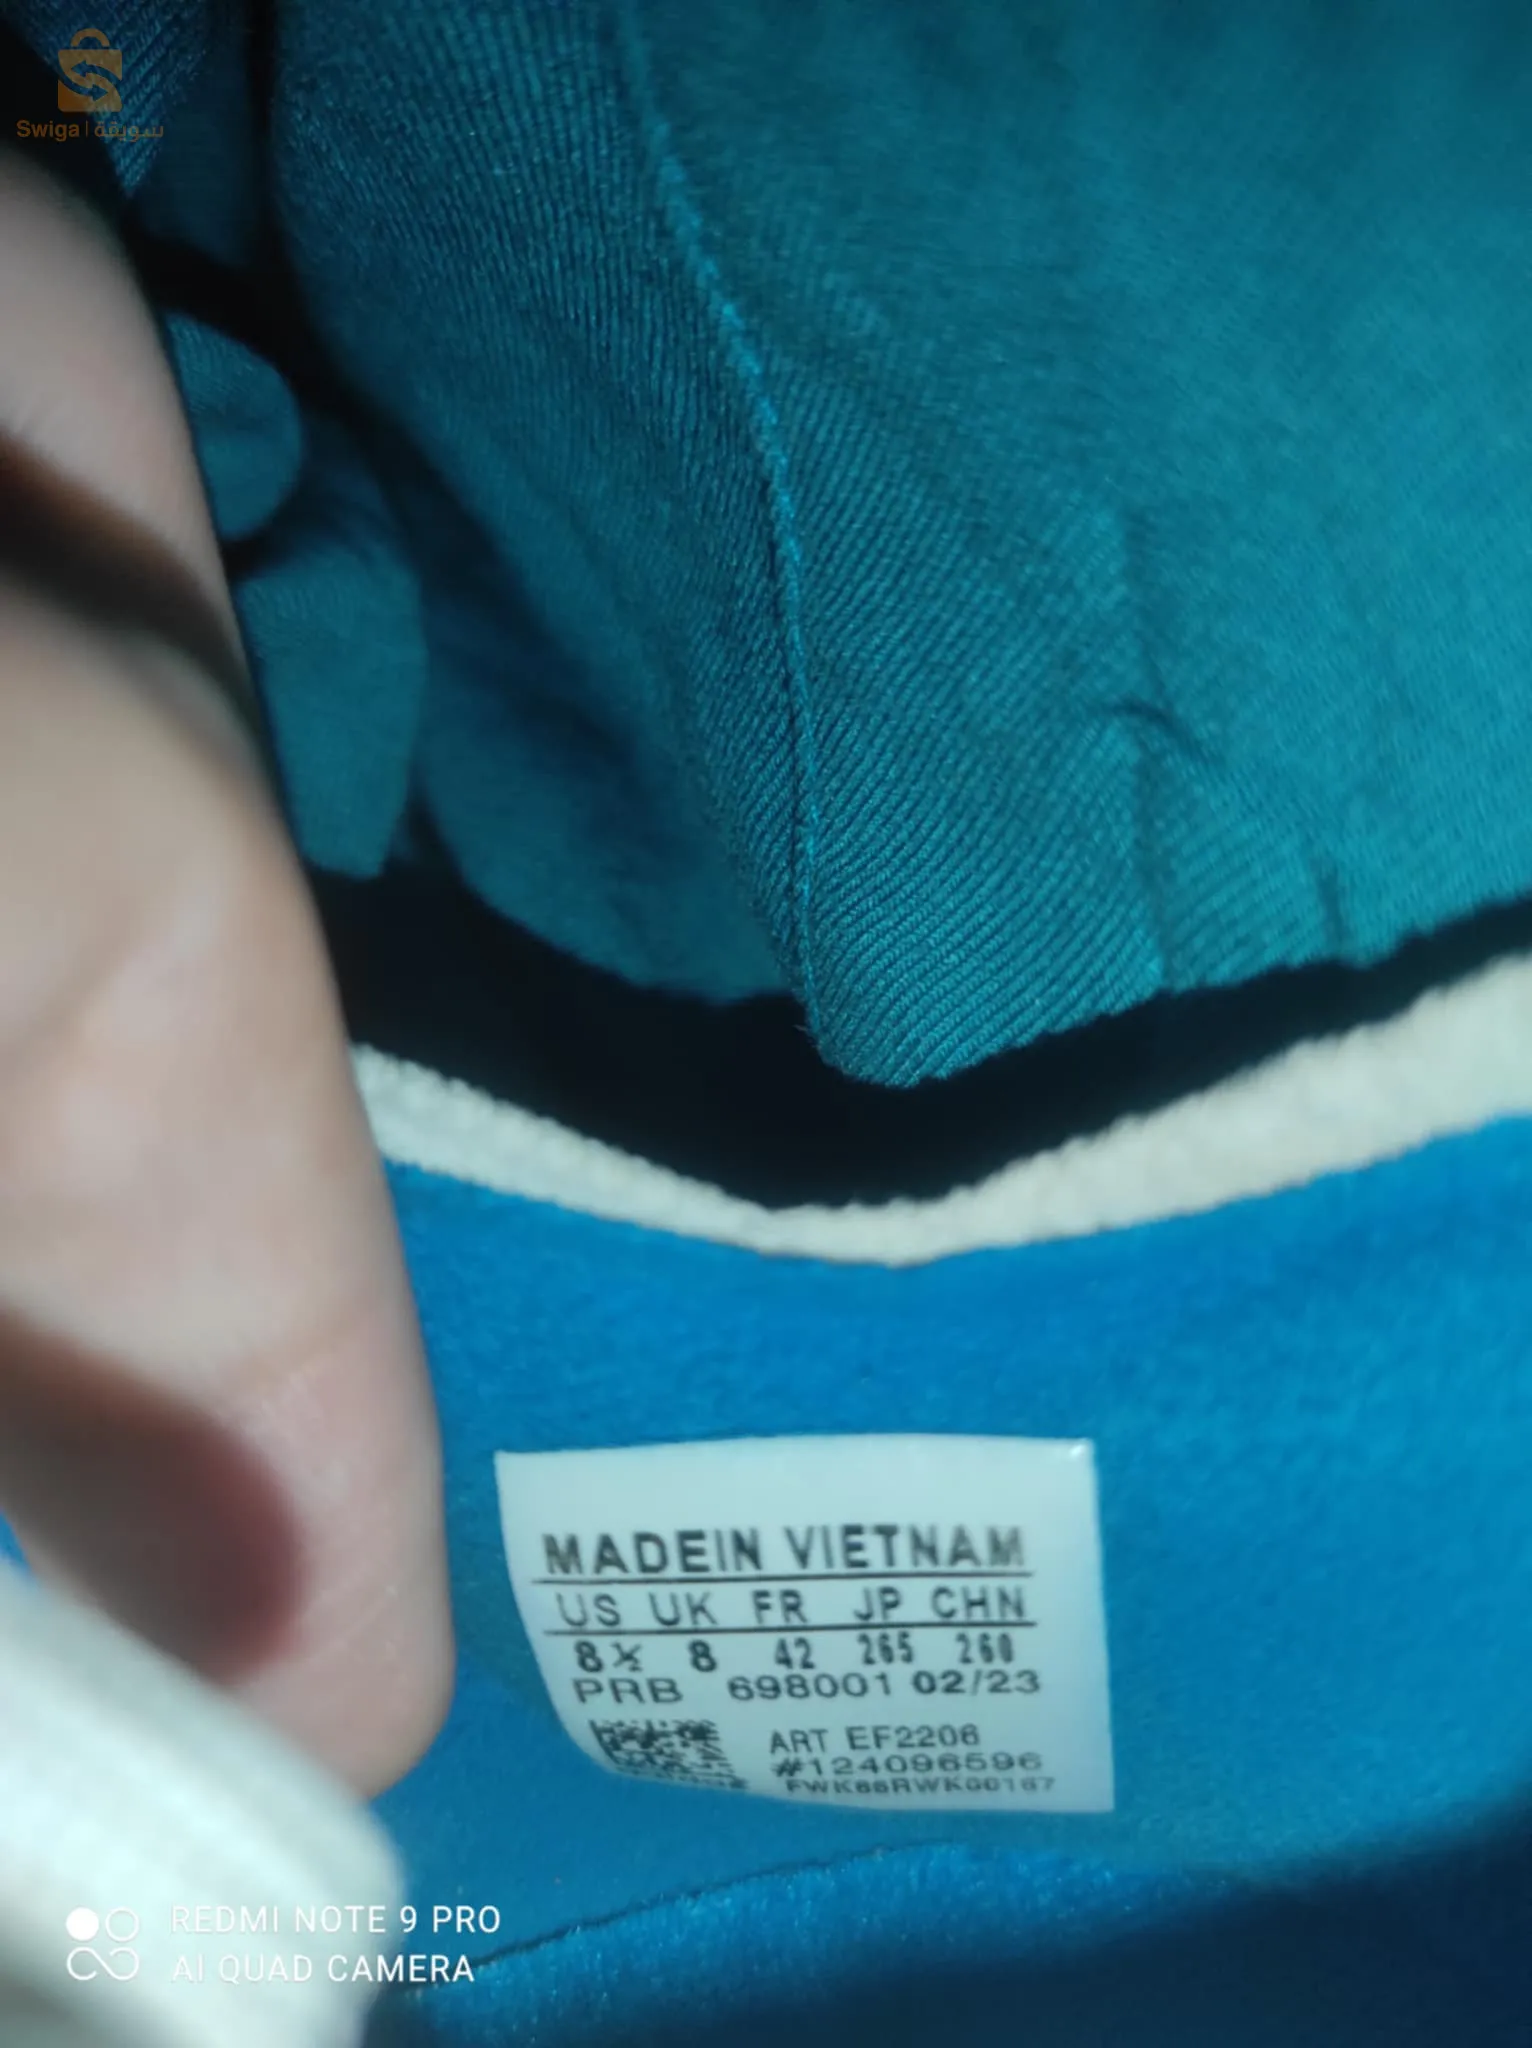 Swiga | سويقة
MADEIN VIETNAM
US UK FR JP CHN
8½ 8 42 265 260
PRB 698001 02/23
ART EF2206
#124096596
REDMI NOTE 9 PRO
AI QUAD CAMERA